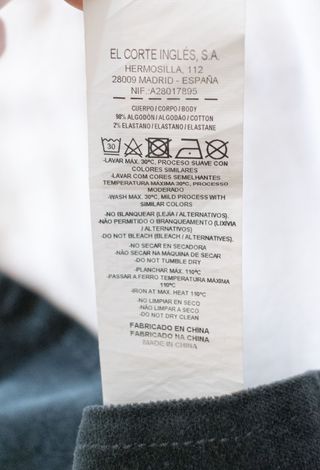 EL CORTE INGLÉS, S.A.
HERMOSILLA, 112
28009 MADRID - ESPAÑA
NIF.:A28017895
CUERPO / CORPO / BODY
98% ALGODÓN / ALGODÃO / COTTON
2% ELASTANO / ELASTANO / ELASTANE
30
-LAVAR MÁX. 30ºC, PROCESO SUAVE CON
COLORES SIMILARES
-LAVAR COM CORES SEMELHANTES
TEMPERATURA MÁXIMA 30ºC, PROCESSO
MODERADO
-WASH MAX. 30ºC, MILD PROCESS WITH
SIMILAR COLORS
-NO BLANQUEAR (LEJÍA / ALTERNATIVOS).
-NÃO PERMITIDO O BRANQUEAMENTO (LIXIVIA
/ ALTERNATIVOS)
-DO NOT BLEACH (BLEACH / ALTERNATIVES).
-NO SECAR EN SECADORA
-NÃO SECAR NA MÁQUINA DE SECAR
-DO NOT TUMBLE DRY
-PLANCHAR MÁX. 110ºC
-PASSAR A FERRO TEMPERATURA MÁXIMA
110ºC
-IRON AT MAX. HEAT 110ºC
-NO LIMPIAR EN SECO
-NÃO LIMPAR A SECO
-DO NOT DRY CLEAN
FABRICADO EN CHINA
FABRICADO NA CHINA
MADE IN CHINA